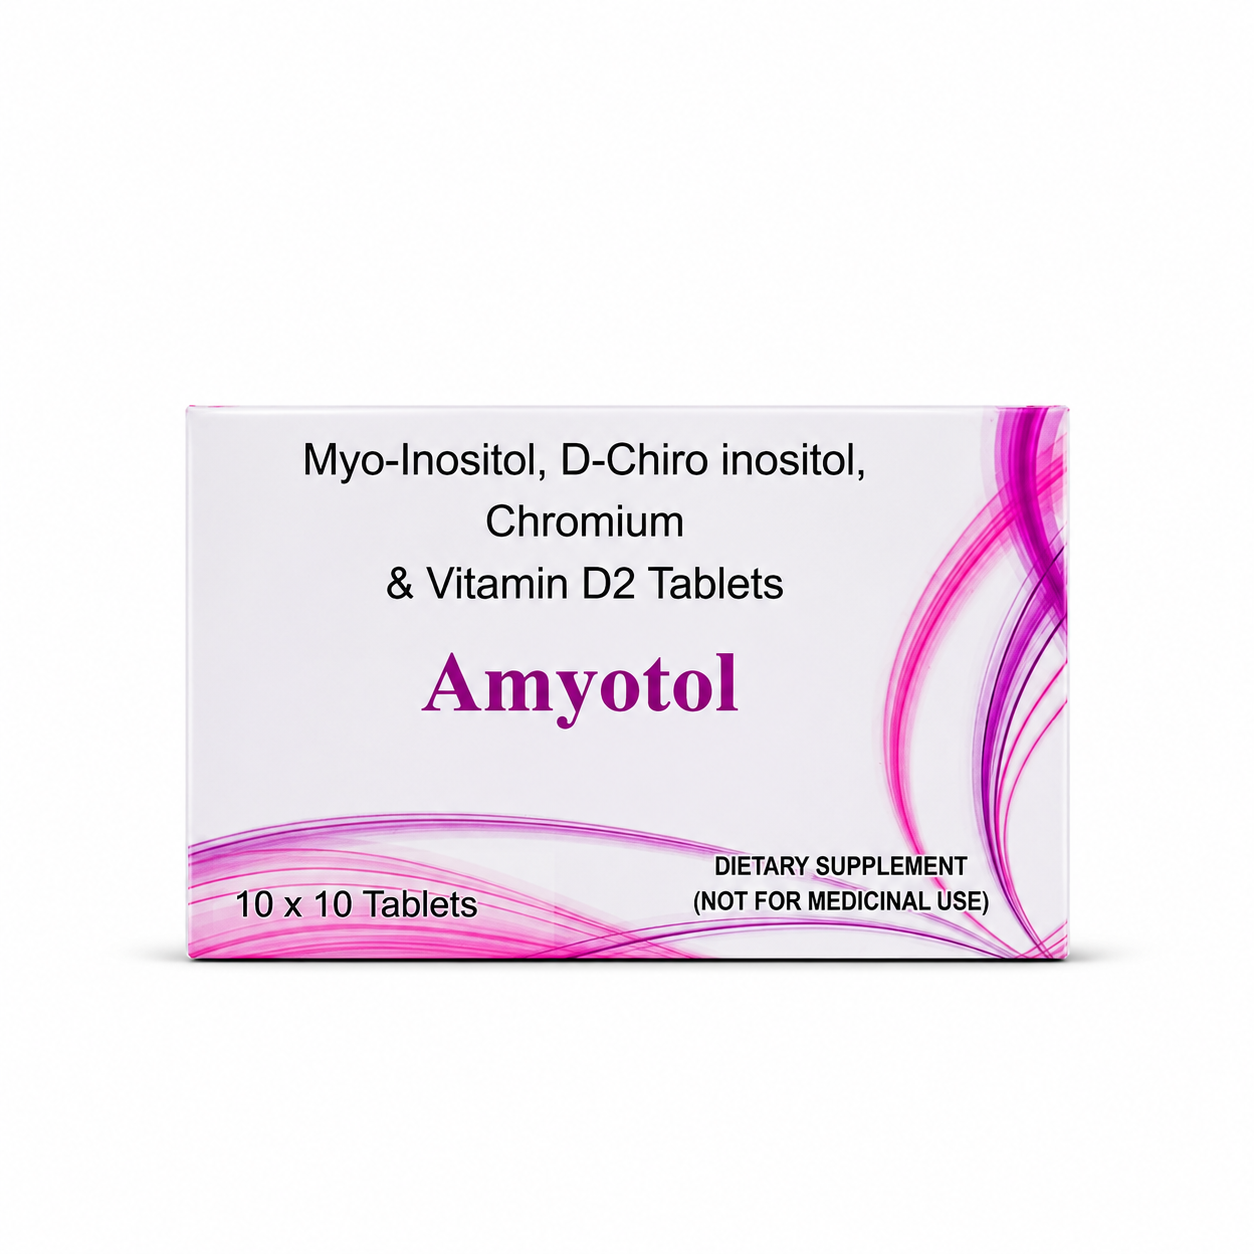 Myo-Inositol, D-Chiro inositol,
Chromium
& Vitamin D2 Tablets
Amyotol
10 x 10 Tablets
DIETARY SUPPLEMENT
(NOT FOR MEDICINAL USE)